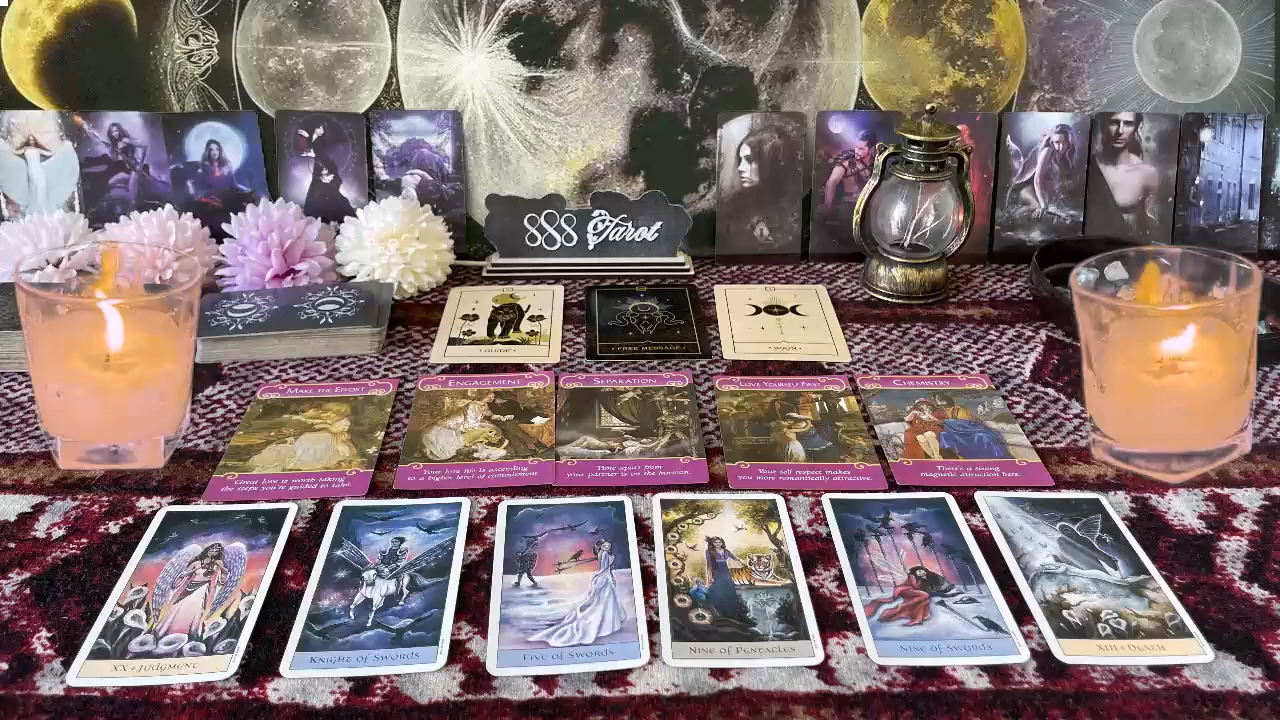 888 Tarot
• GUIDE •
• FREE MESSAGE •
• SOON •
MAKE THE EFFORT
Great love is worth taking
the steps you're guided to take.
ENGAGEMENT
Your love life is ascending
to a higher level of commitment.
SEPARATION
Time apart from
your partner is on the horizon.
LOVE YOURSELF FIRST
Your self respect makes
you more romantically attractive.
CHEMISTRY
There's a strong
magnetic attraction here.
XX • JUDGMENT
KNIGHT OF SWORDS
FIVE OF SWORDS
NINE OF PENTACLES
NINE OF SWORDS
XIII • DEATH